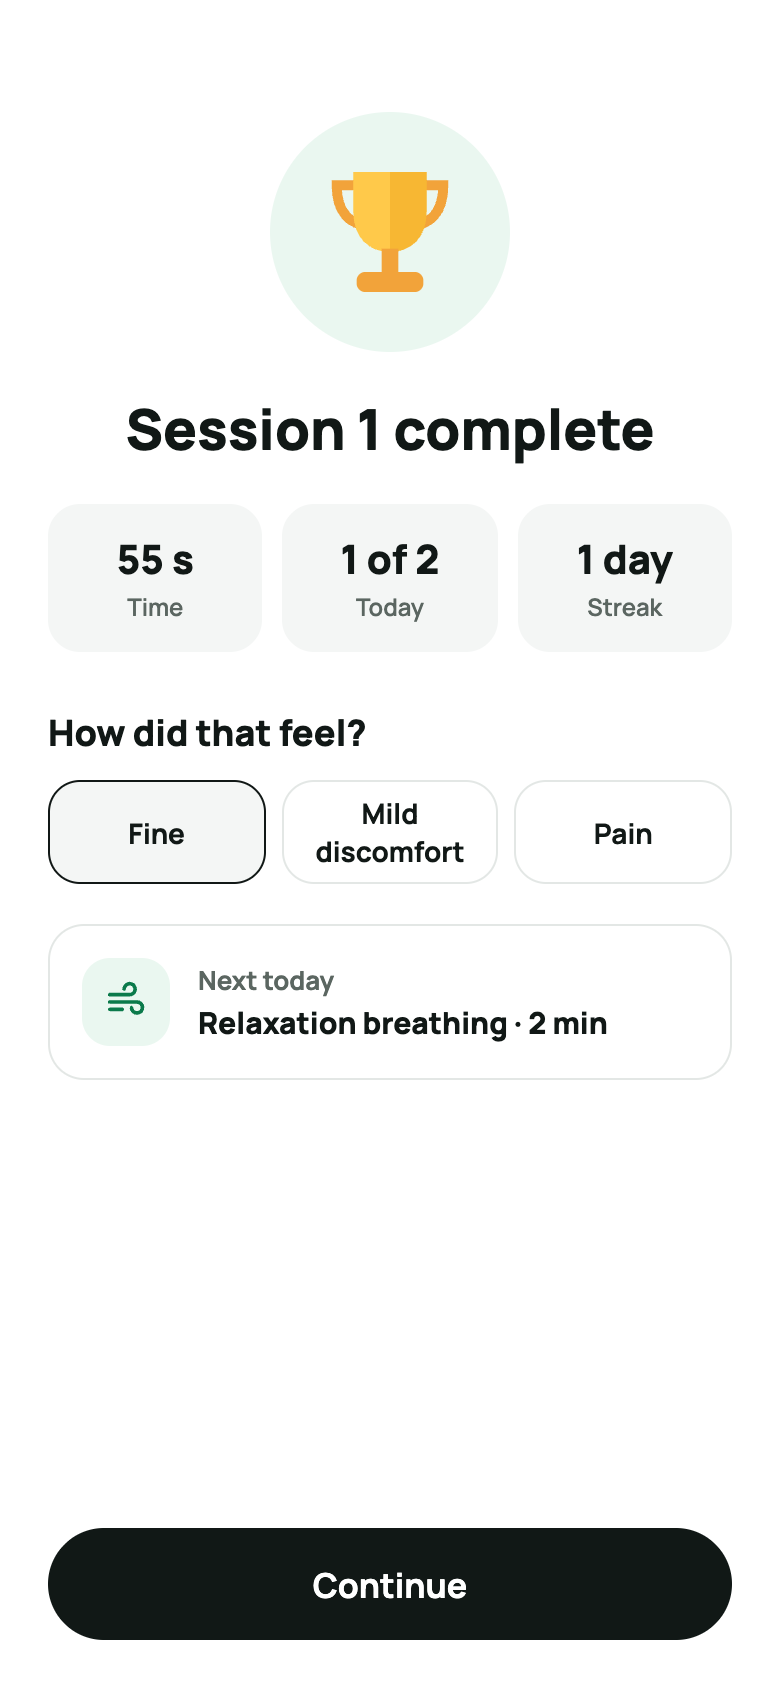 Session 1 complete
55 s
Time
1 of 2
Today
1 day
Streak
How did that feel?
Fine
Mild
discomfort
Pain
Next today
Relaxation breathing · 2 min
Continue